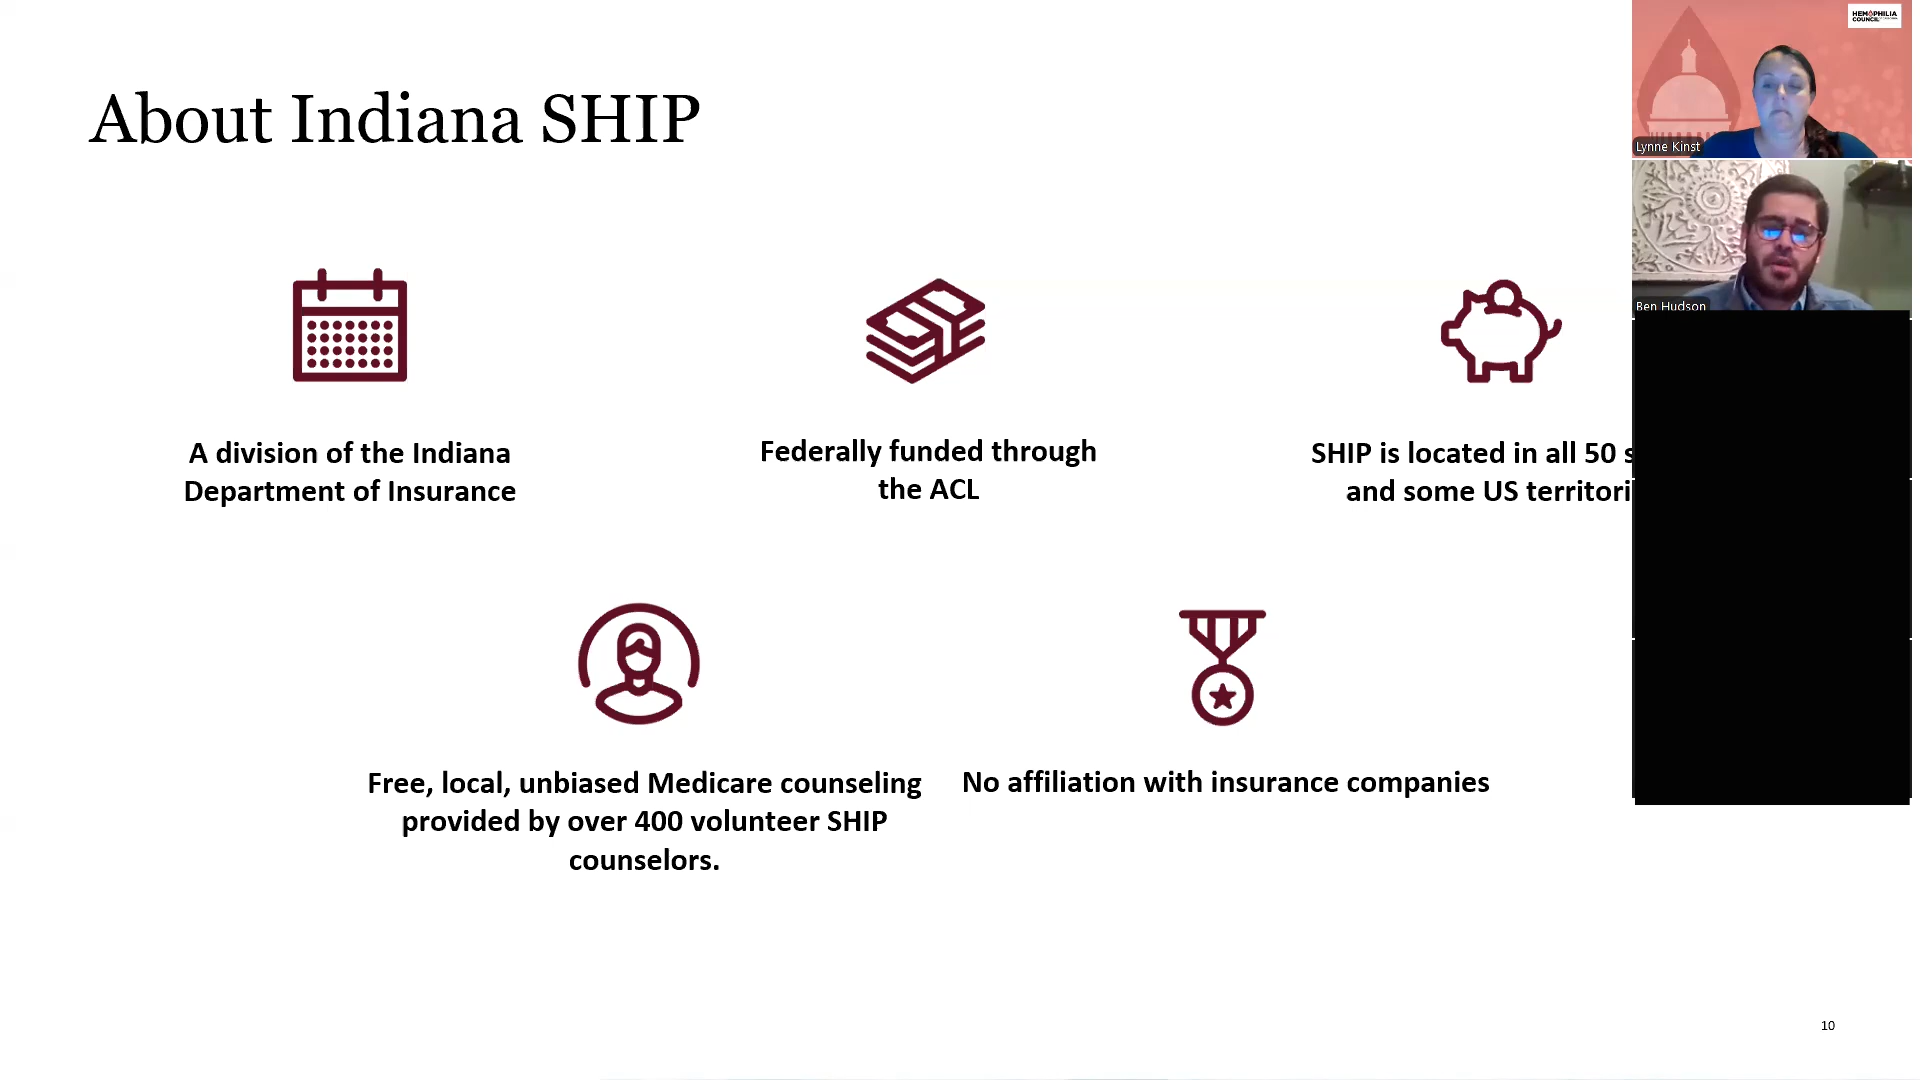 About Indiana SHIP
HEMOPHILIA
COUNCIL
Lynne Kinst
Ben Hudson
A division of the Indiana
Department of Insurance
Federally funded through
the ACL
SHIP is located in all 50 s
and some US territori
Free, local, unbiased Medicare counseling
provided by over 400 volunteer SHIP
counselors.
No affiliation with insurance companies
10